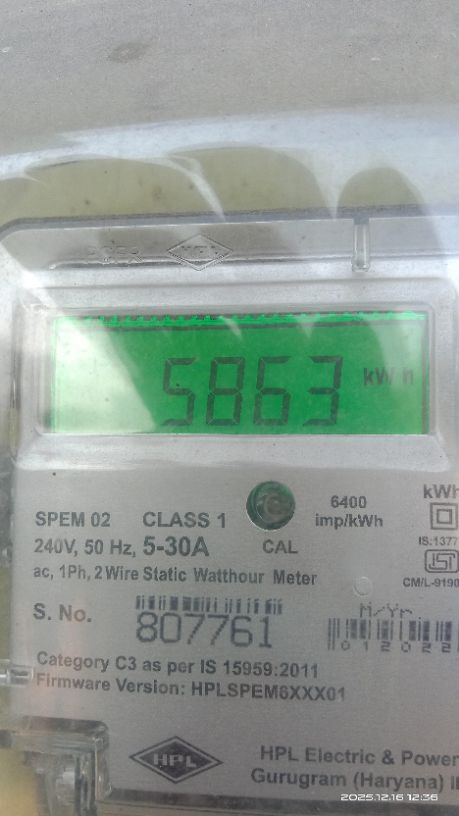 HPL
5863 kWh
SPEM 02 CLASS 1 6400 imp/kWh kWh
240V, 50 Hz, 5-30A CAL
ac, 1Ph, 2 Wire Static Watthour Meter
S. No. 807761 M/Yr
012022
Category C3 as per IS 15959:2011
Firmware Version: HPLSPEM6XXX01
HPL HPL Electric & Power
Gurugram (Haryana)
2025.12.16 12:36